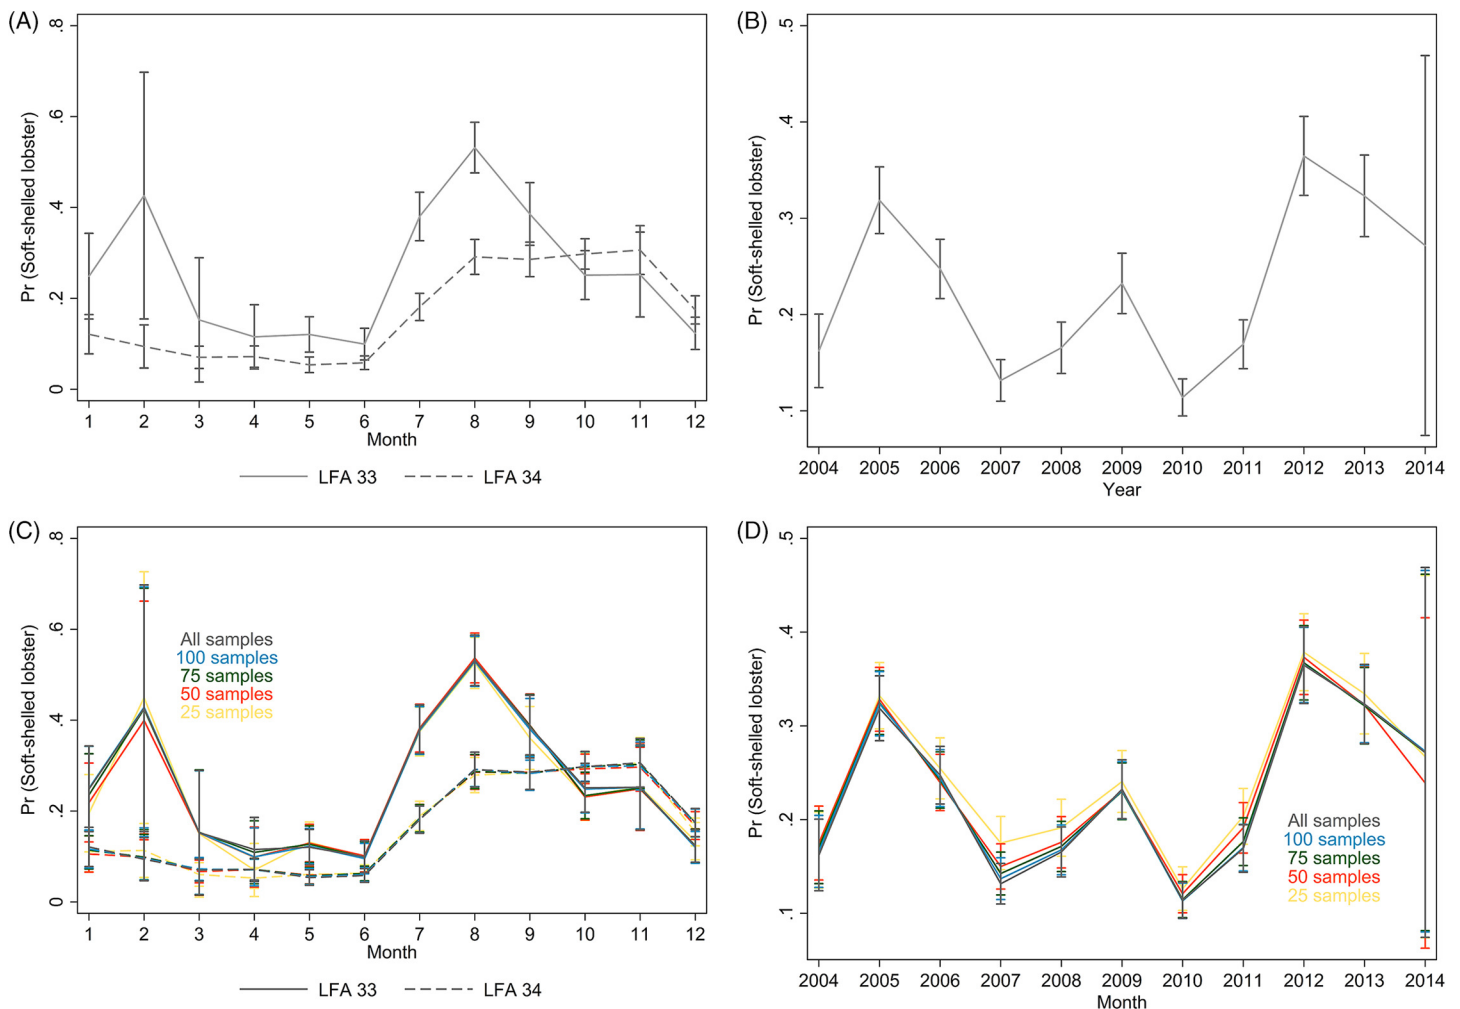 (A)
.8
.6
.4
.2
0
Pr (Soft-shelled lobster)
1 2 3 4 5 6 7 8 9 10 11 12
Month
LFA 33 LFA 34
(B)
.5
.4
.3
.2
.1
Pr (Soft-shelled lobster)
2004 2005 2006 2007 2008 2009 2010 2011 2012 2013 2014
Year
(C)
.8
.6
.4
.2
0
Pr (Soft-shelled lobster)
All samples
100 samples
75 samples
50 samples
25 samples
1 2 3 4 5 6 7 8 9 10 11 12
Month
LFA 33 LFA 34
(D)
.5
.4
.3
.2
.1
Pr (Soft-shelled lobster)
All samples
100 samples
75 samples
50 samples
25 samples
2004 2005 2006 2007 2008 2009 2010 2011 2012 2013 2014
Month